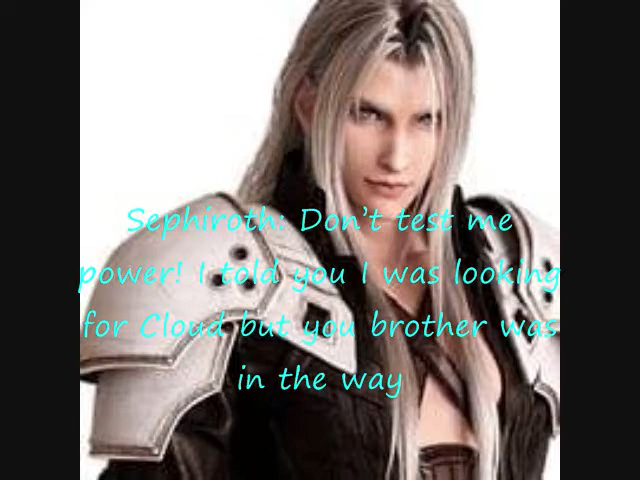 Sephiroth: Don't test me
power! I told you I was looking
for Cloud but you brother was
in the way